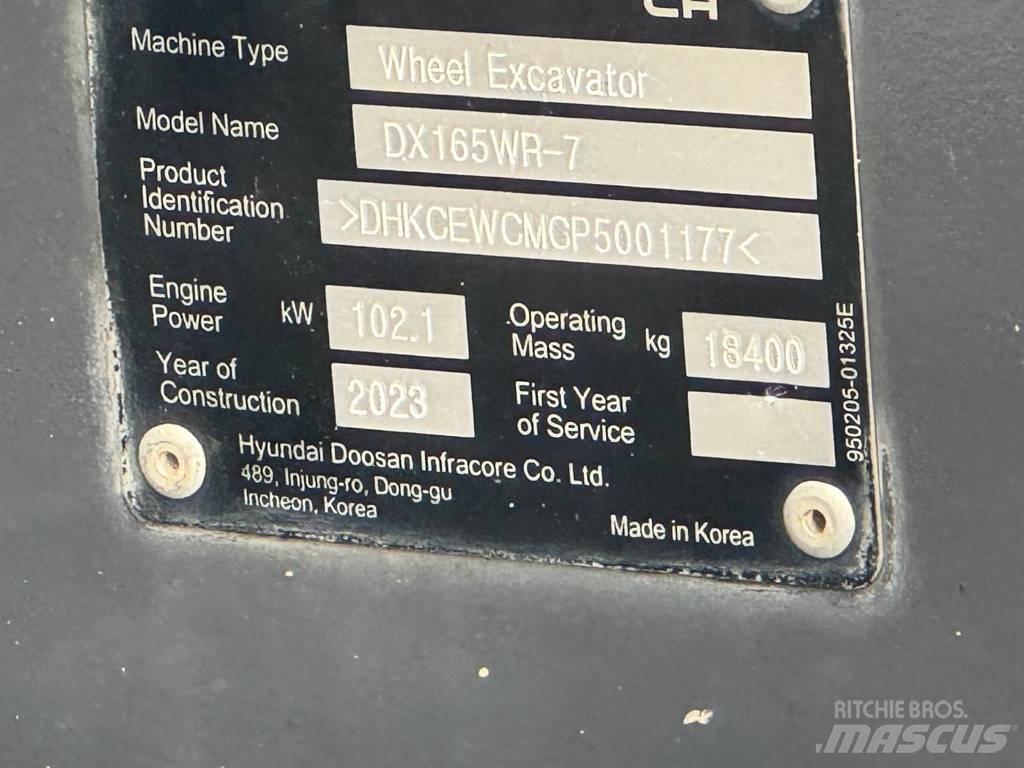 Machine Type Wheel Excavator
Model Name DX165WR-7
Product
Identification
Number >DHKCEWCMGP5001177<
Engine
Power kW 102.1
Operating
Mass kg 18400
Year of
Construction 2023
First Year
of Service
Hyundai Doosan Infracore Co. Ltd.
489, Injung-ro, Dong-gu
Incheon, Korea
Made in Korea
950205-01325E
RITCHIE BROS.
MASCUS